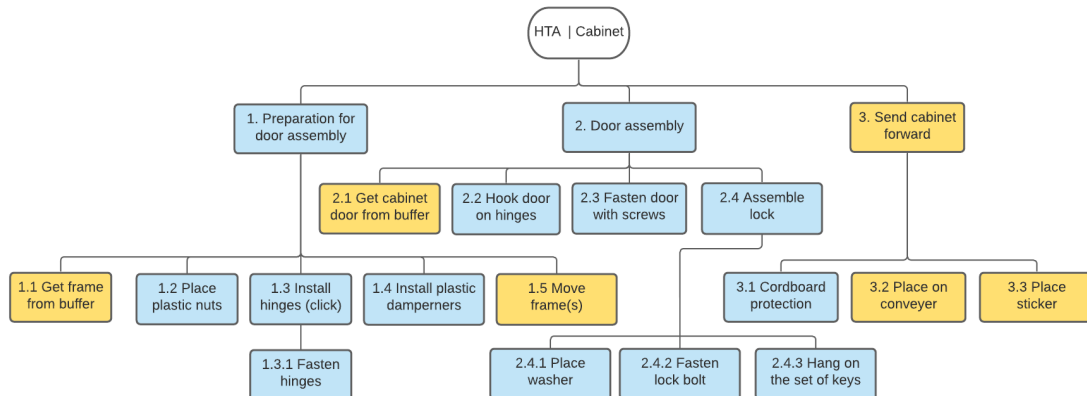 HTA | Cabinet
1. Preparation for
door assembly
2. Door assembly
3. Send cabinet
forward
2.1 Get cabinet
door from buffer
2.2 Hook door
on hinges
2.3 Fasten door
with screws
2.4 Assemble
lock
1.1 Get frame
from buffer
1.2 Place
plastic nuts
1.3 Install
hinges (click)
1.4 Install plastic
damperners
1.5 Move
frame(s)
3.1 Cordboard
protection
3.2 Place on
conveyer
3.3 Place
sticker
1.3.1 Fasten
hinges
2.4.1 Place
washer
2.4.2 Fasten
lock bolt
2.4.3 Hang on
the set of keys